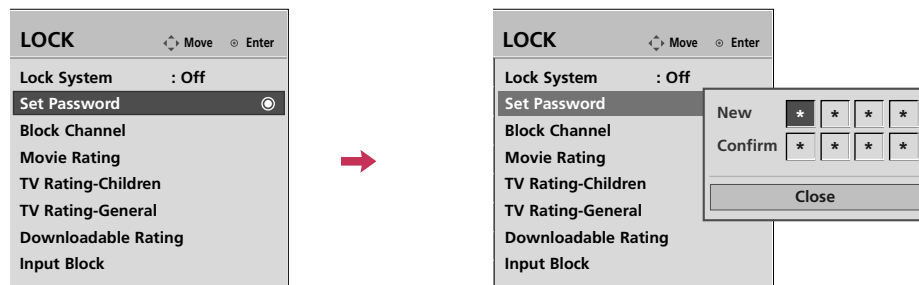 LOCK Move Enter
Lock System : Off
Set Password
Block Channel
Movie Rating
TV Rating-Children
TV Rating-General
Downloadable Rating
Input Block
LOCK Move Enter
Lock System : Off
Set Password
Block Channel
Movie Rating
TV Rating-Children
TV Rating-General
Downloadable Rating
Input Block
New * * * *
Confirm * * * *
Close